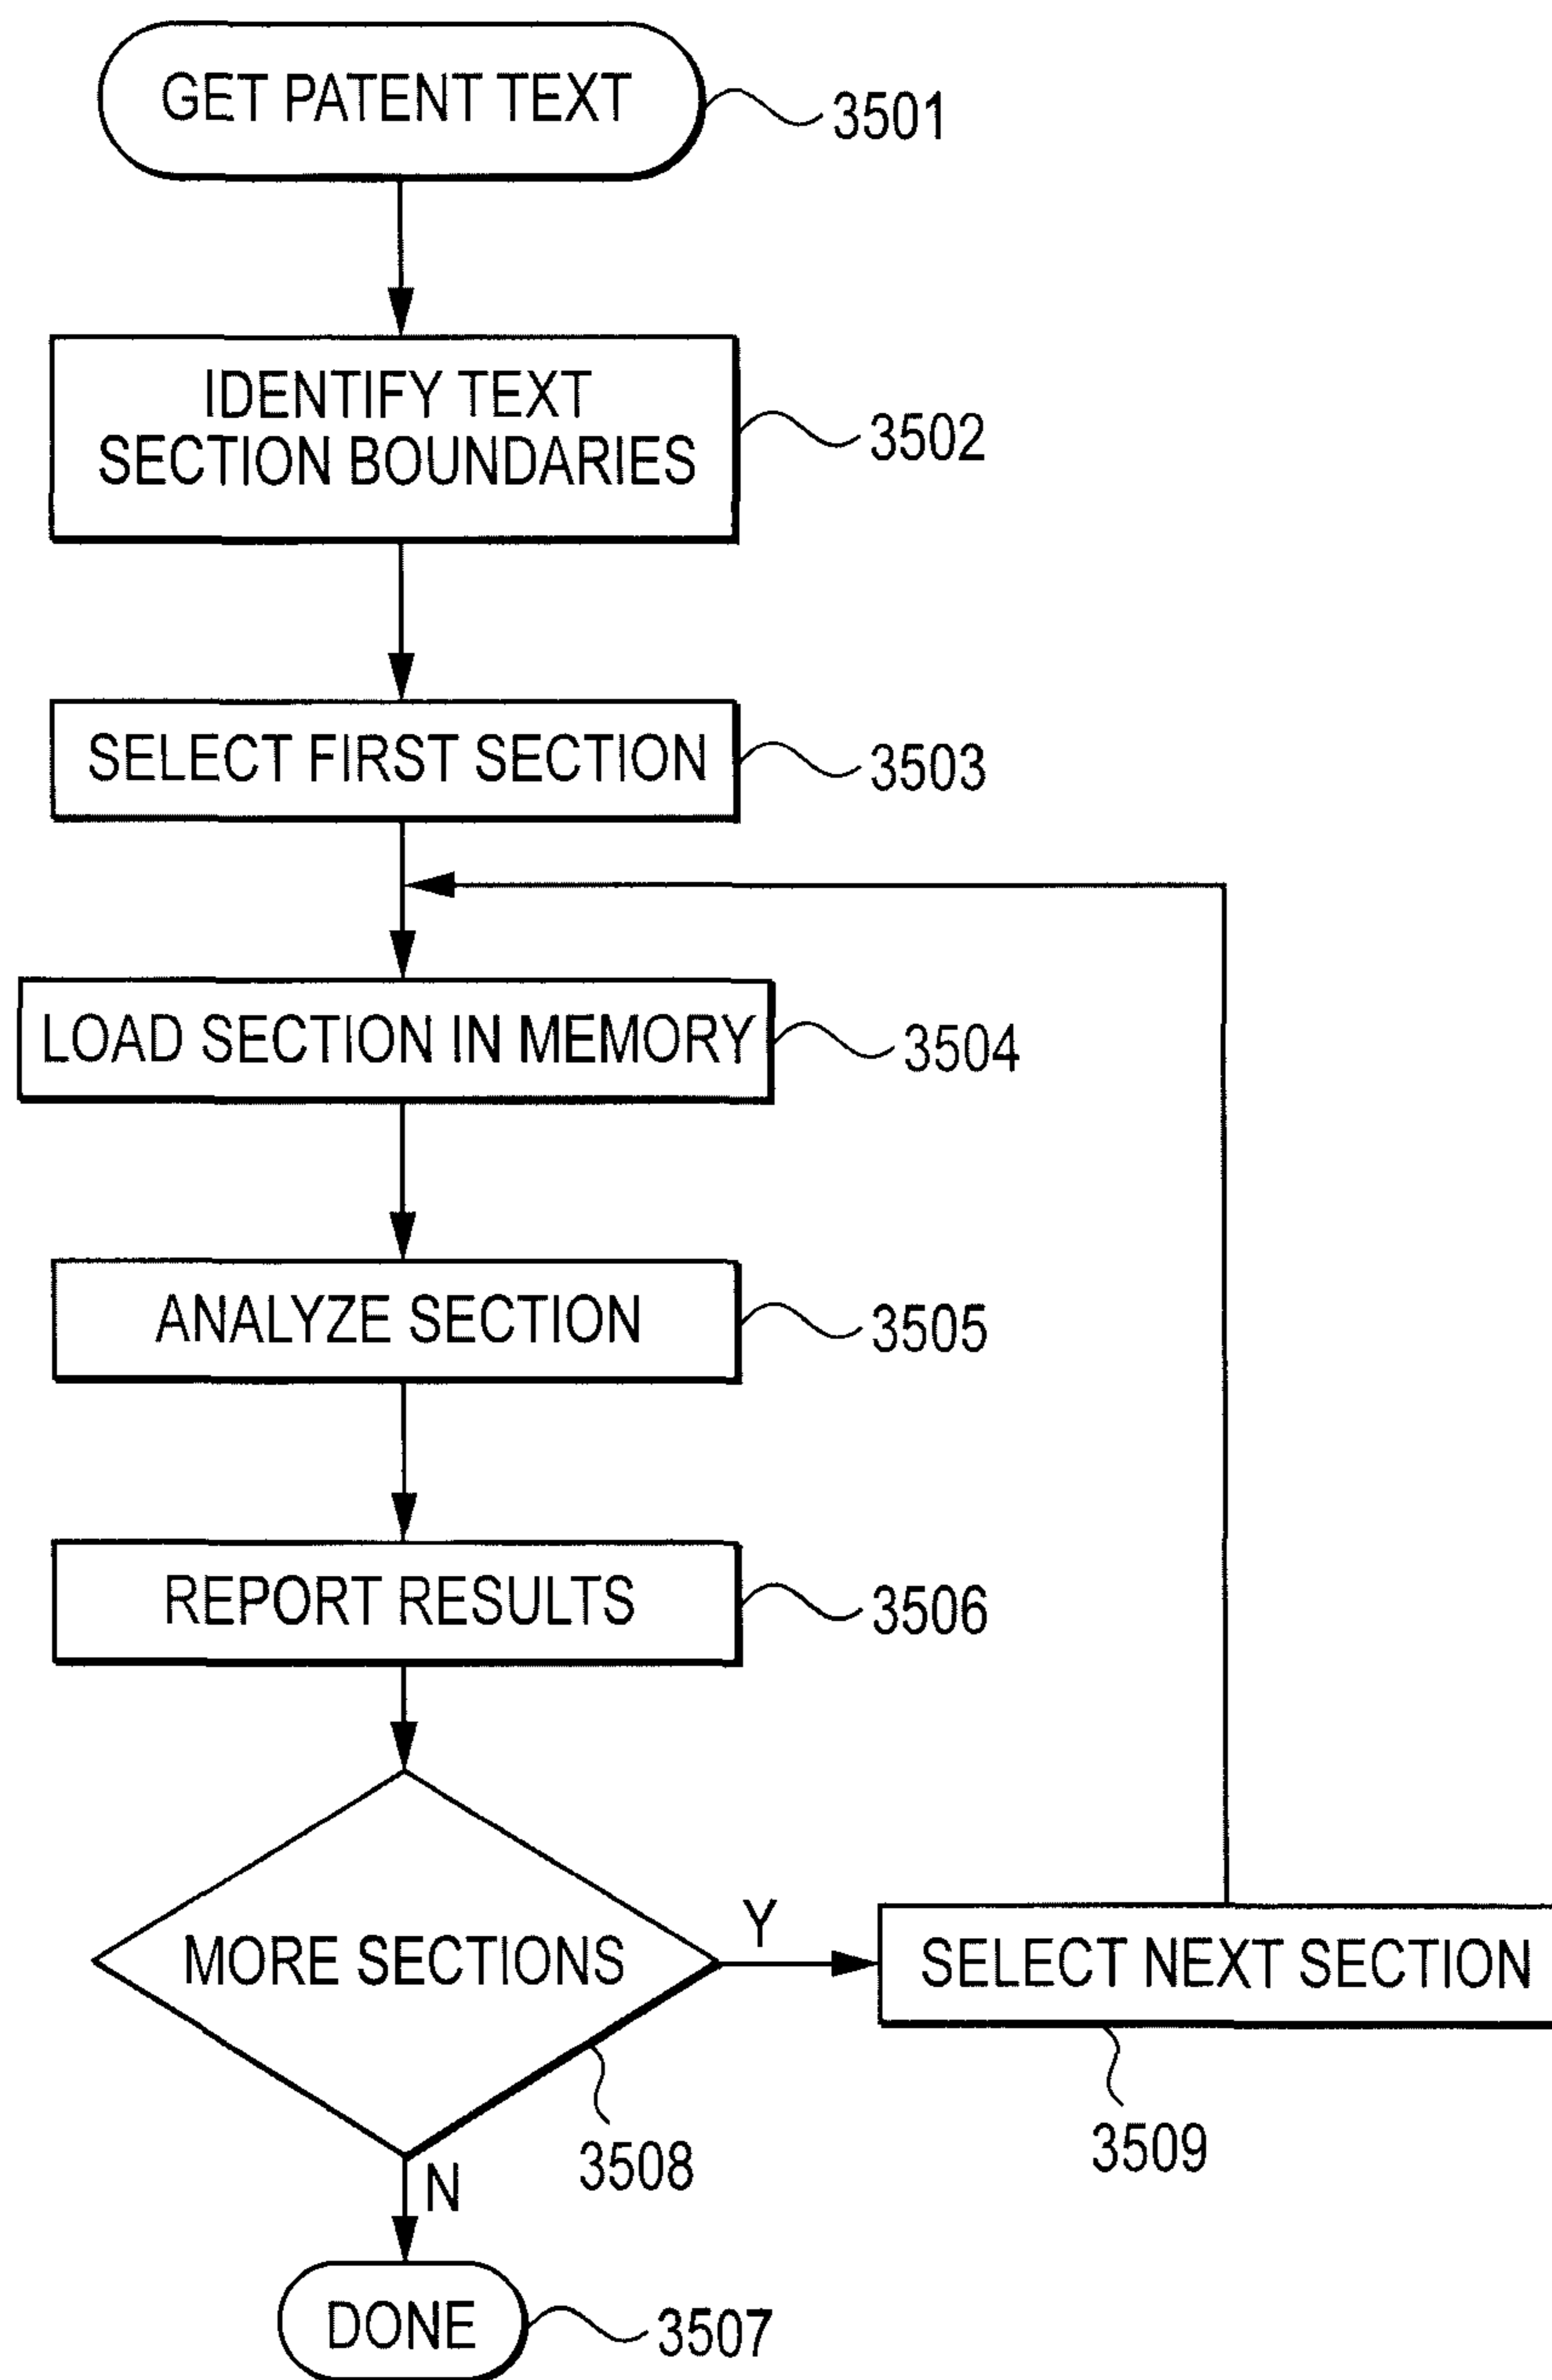 GET PATENT TEXT
3501
IDENTIFY TEXT
SECTION BOUNDARIES
3502
SELECT FIRST SECTION
3503
LOAD SECTION IN MEMORY
3504
ANALYZE SECTION
3505
REPORT RESULTS
3506
MORE SECTIONS
Y
SELECT NEXT SECTION
3508
3509
N
DONE
3507